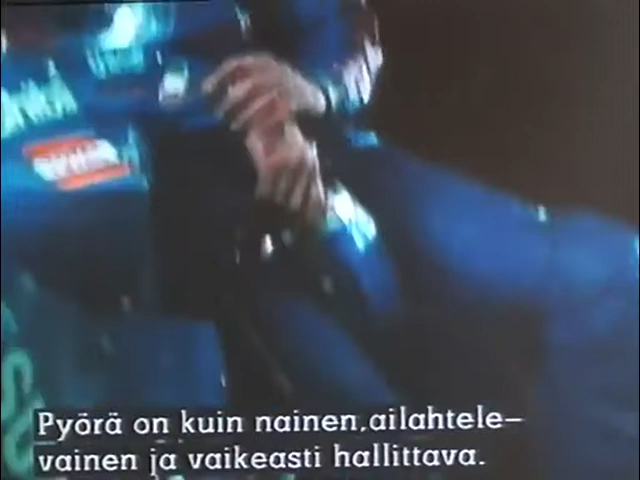 Pyörä on kuin nainen,ailahtele–
vainen ja vaikeasti hallittava.